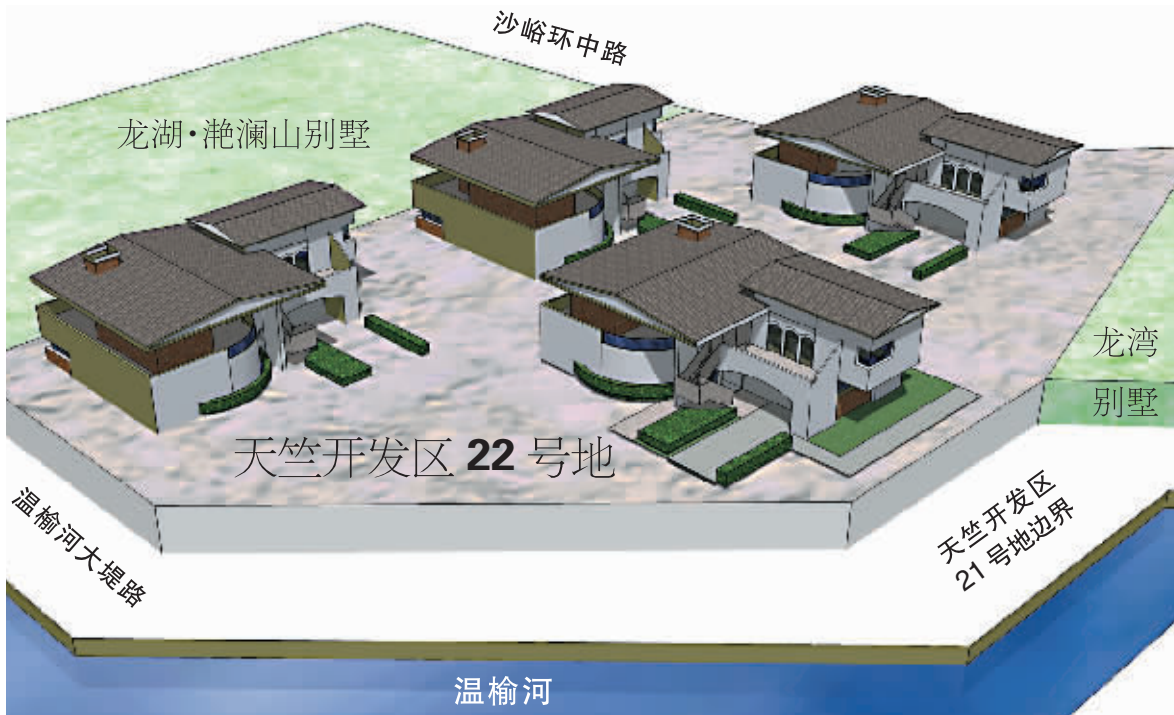 沙峪环中路
龙湖·滟澜山别墅
龙湾
别墅
天竺开发区 22 号地
温榆河大堤路
天竺开发区
21 号地边界
温榆河